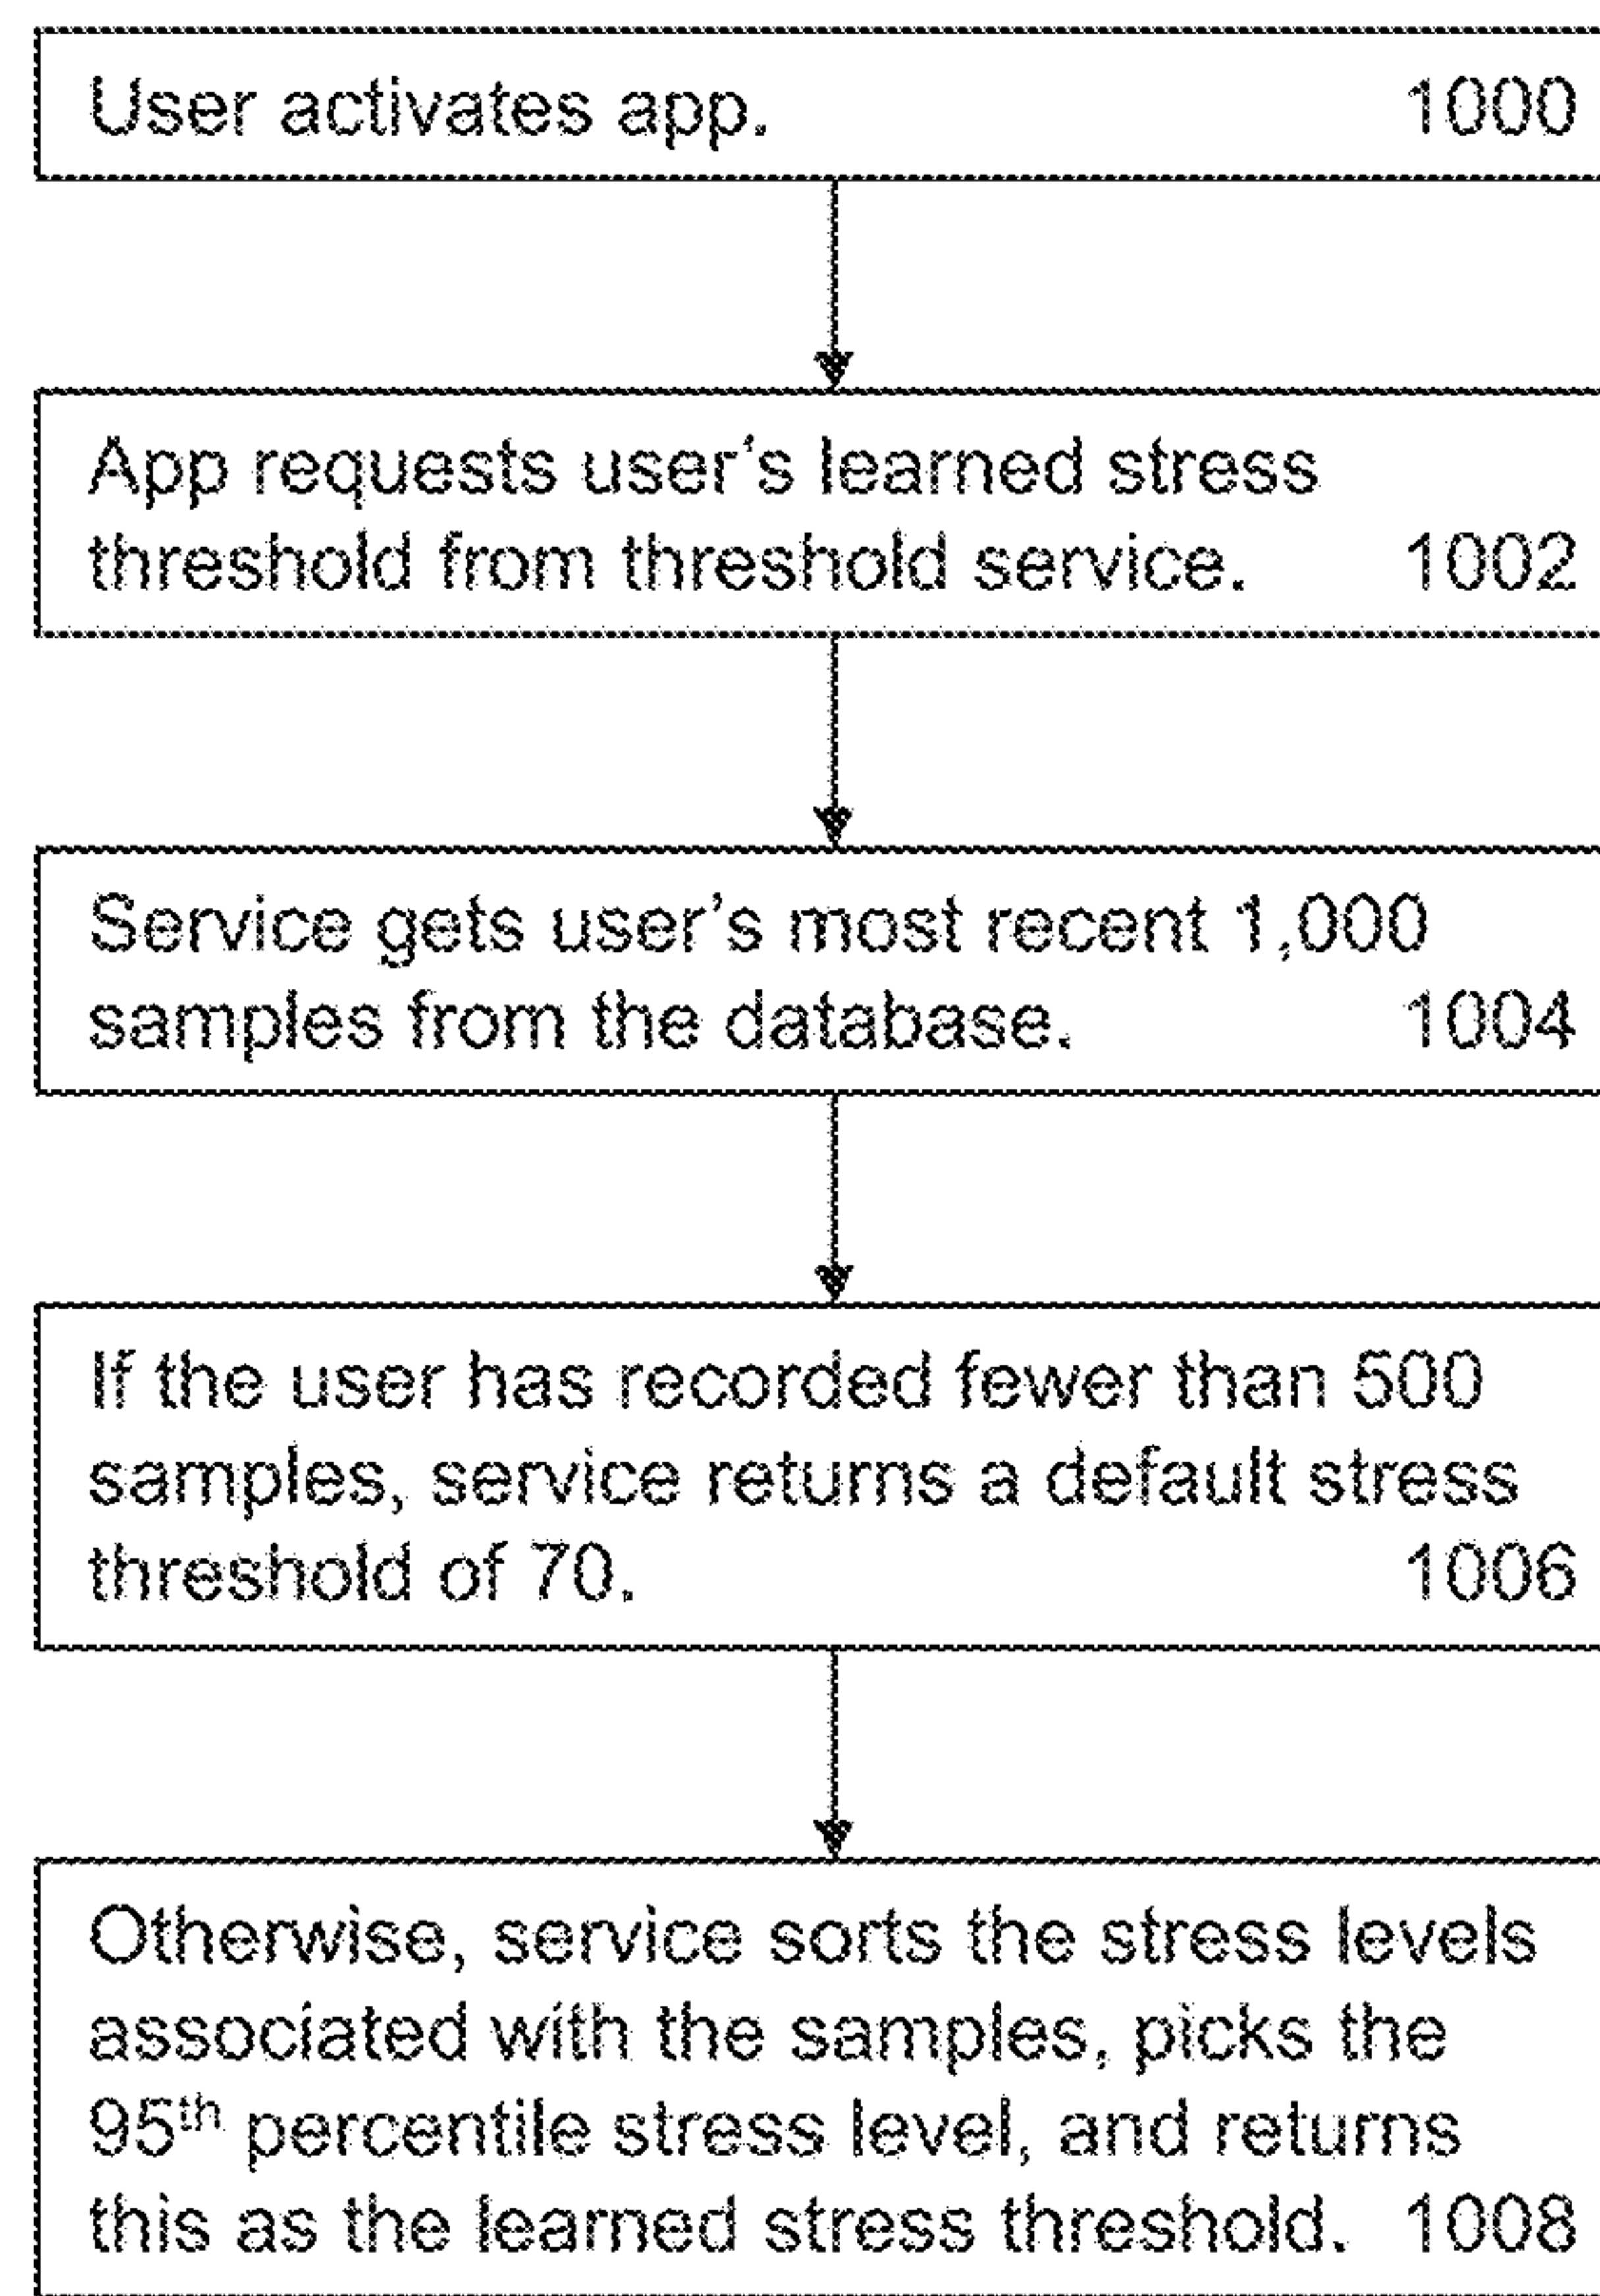 User activates app. 1000
App requests user's learned stress
threshold from threshold service. 1002
Service gets user's most recent 1,000
samples from the database. 1004
If the user has recorded fewer than 500
samples, service returns a default stress
threshold of 70. 1006
Otherwise, service sorts the stress levels
associated with the samples, picks the
95th percentile stress level, and returns
this as the learned stress threshold. 1008